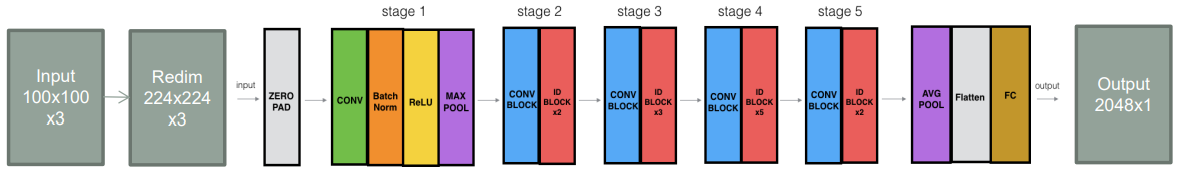 stage 1
stage 2
stage 3
stage 4
stage 5
Input
100x100
x3
Redim
224x224
x3
input
ZERO
PAD
CONV
Batch
Norm
ReLU
MAX
POOL
CONV
BLOCK
ID
BLOCK
x2
CONV
BLOCK
ID
BLOCK
x3
CONV
BLOCK
ID
BLOCK
x5
CONV
BLOCK
ID
BLOCK
x2
AVG
POOL
Flatten
FC
output
Output
2048x1